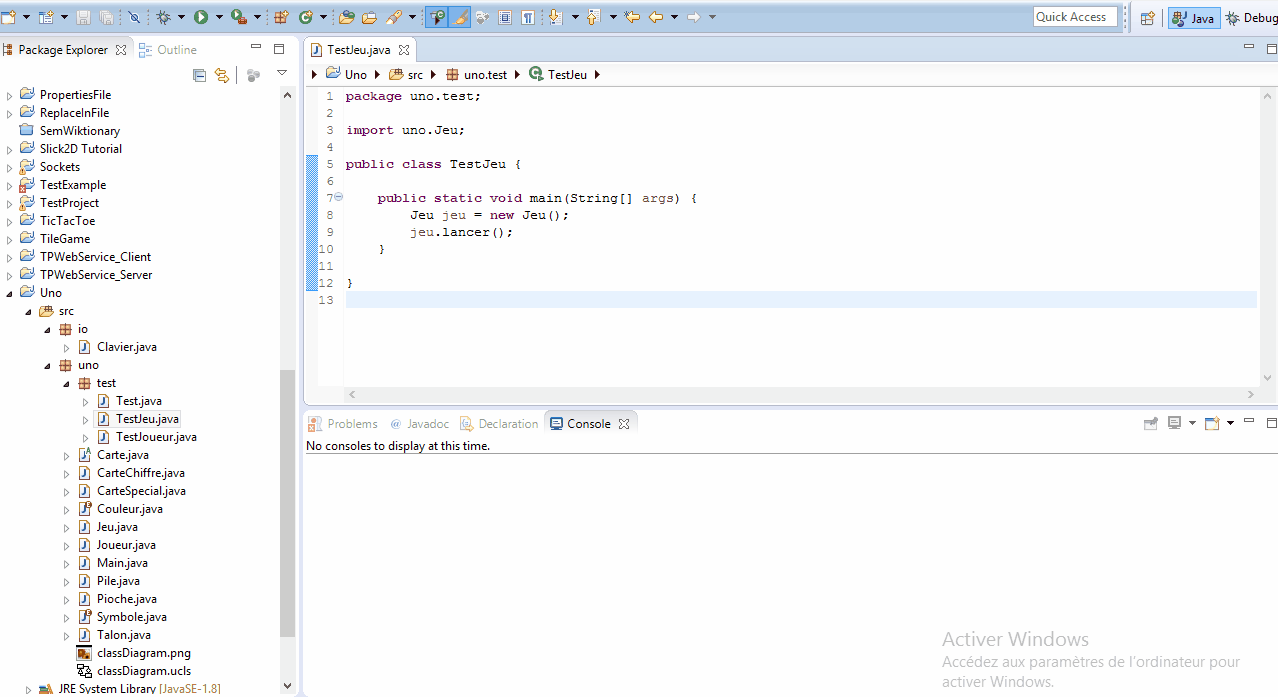 Quick Access
Java
Debug
Package Explorer
Outline
PropertiesFile
ReplaceInFile
SemWiktionary
Slick2D Tutorial
Sockets
TestExample
TestProject
TicTacToe
TileGame
TPWebService_Client
TPWebService_Server
Uno
src
io
Clavier.java
uno
test
Test.java
TestJeu.java
TestJoueur.java
Carte.java
CarteChiffre.java
CarteSpecial.java
Couleur.java
Jeu.java
Joueur.java
Main.java
Pile.java
Pioche.java
Symbole.java
Talon.java
classDiagram.png
classDiagram.ucls
JRE System Library [JavaSE-1.8]
TestJeu.java
Uno src uno.test TestJeu
1 package uno.test;
2
3 import uno.Jeu;
4
5 public class TestJeu {
6
7 public static void main(String[] args) {
8 Jeu jeu = new Jeu();
9 jeu.lancer();
10 }
11
12 }
13
Problems @ Javadoc Declaration Console
No consoles to display at this time.
Activer Windows
Accédez aux paramètres de l'ordinateur pour
activer Windows.